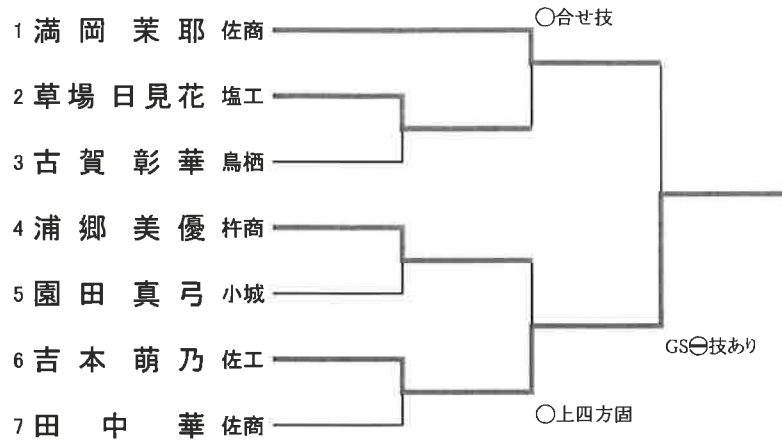 ○合せ技
1 満岡 茉耶 佐商
2 草場 日見花 塩工
3 古賀 彰華 鳥栖
4 浦郷 美優 杵商
5 園田 真弓 小城
6 吉本 萌乃 佐工
GS⊖技あり
○上四方固
7 田中 華 佐商